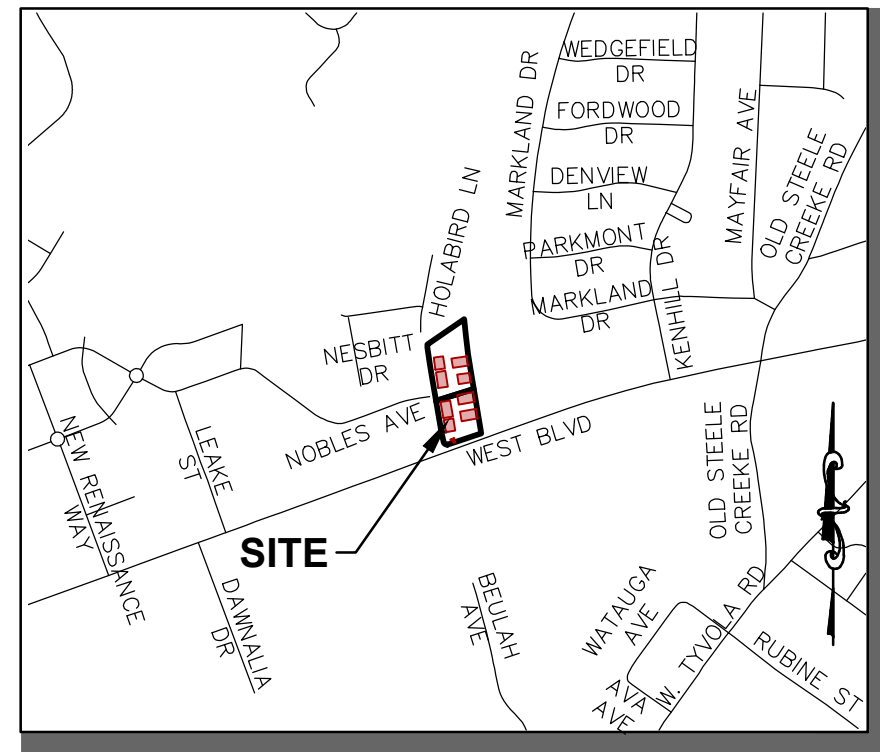 WEDGEFIELD
DR
FORDWOOD
DR
DENVIEW
LN
PARKMONT
DR
MARKLAND
DR
MARKLAND DR
MAYFAIR AVE
OLD STEELE
CREEKE RD
HOLABIRD LN
KENHILL DR
NESBITT
DR
NOBLES AVE
WEST BLVD
NEW RENAISSANCE
WAY
LEAKE
ST
SITE
DAWNALIA
DR
BEULAH
AVE
OLD STEELE
CREEKE RD
WATAUGA
AVE
W. TYVOLA RD
AVA
AVE
RUBINE ST